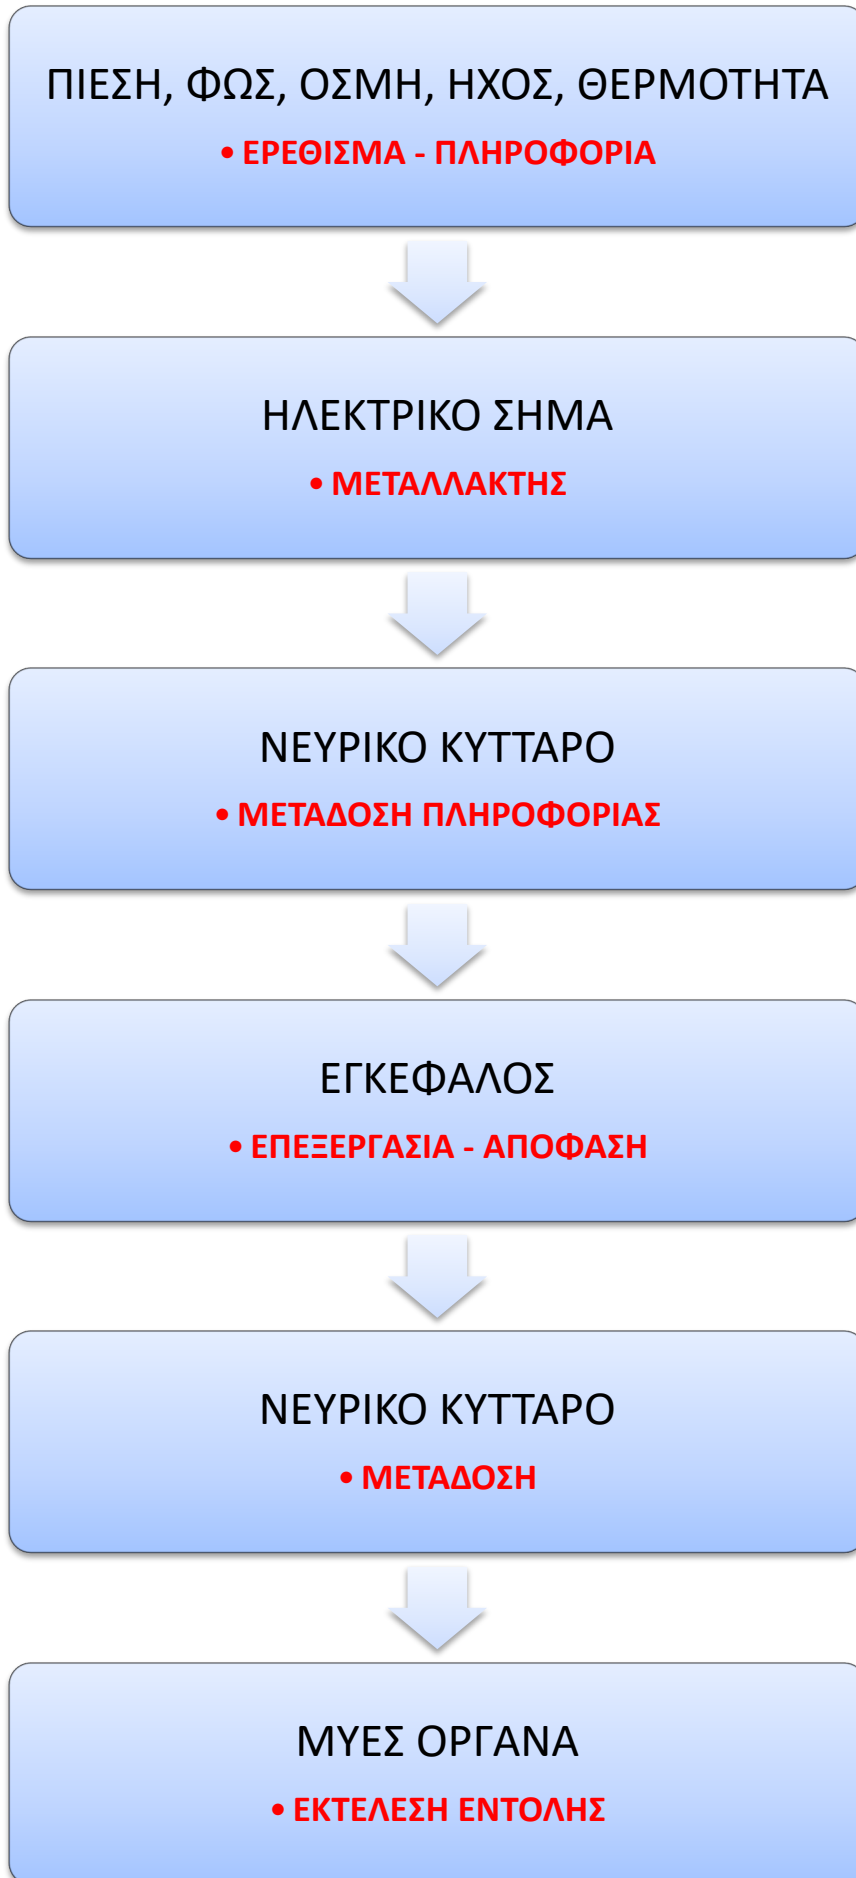 ΠΙΕΣΗ, ΦΩΣ, ΟΣΜΗ, ΗΧΟΣ, ΘΕΡΜΟΤΗΤΑ
• ΕΡΕΘΙΣΜΑ - ΠΛΗΡΟΦΟΡΙΑ
ΗΛΕΚΤΡΙΚΟ ΣΗΜΑ
• ΜΕΤΑΛΛΑΚΤΗΣ
ΝΕΥΡΙΚΟ ΚΥΤΤΑΡΟ
• ΜΕΤΑΔΟΣΗ ΠΛΗΡΟΦΟΡΙΑΣ
ΕΓΚΕΦΑΛΟΣ
• ΕΠΕΞΕΡΓΑΣΙΑ - ΑΠΟΦΑΣΗ
ΝΕΥΡΙΚΟ ΚΥΤΤΑΡΟ
• ΜΕΤΑΔΟΣΗ
ΜΥΕΣ ΟΡΓΑΝΑ
• ΕΚΤΕΛΕΣΗ ΕΝΤΟΛΗΣ